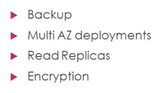 Backup
Multi AZ deployments
Read Replicas
Encryption